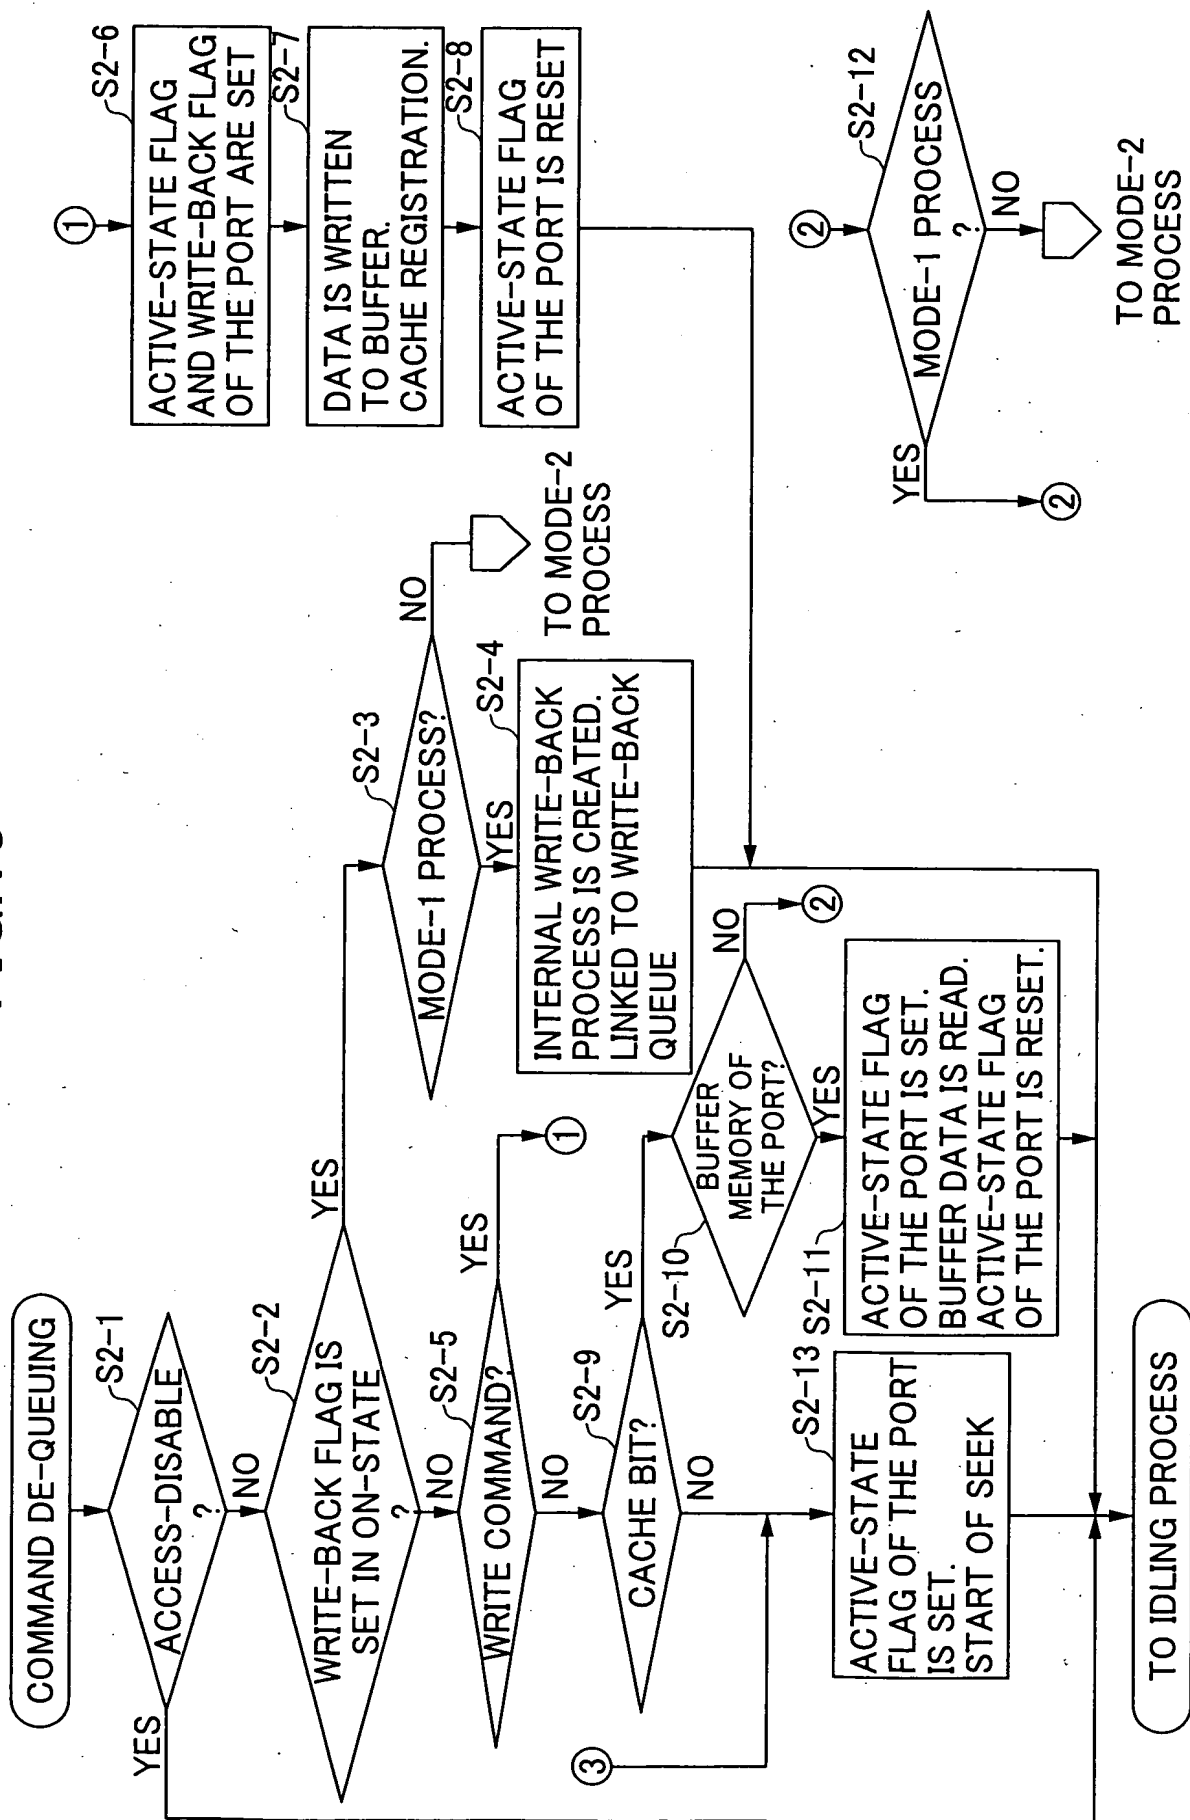 COMMAND DE-QUEUING
S2-1
ACCESS-DISABLE
?
YES
NO
S2-2
WRITE-BACK FLAG IS
SET IN ON-STATE
?
YES
NO
S2-3
MODE-1 PROCESS?
NO
TO MODE-2
PROCESS
YES
S2-4
INTERNAL WRITE-BACK
PROCESS IS CREATED.
LINKED TO WRITE-BACK
QUEUE
S2-5
WRITE COMMAND?
YES
1
NO
S2-9
CACHE BIT?
YES
NO
S2-10
BUFFER
MEMORY OF
THE PORT?
NO
2
YES
S2-11
ACTIVE-STATE FLAG
OF THE PORT IS SET.
BUFFER DATA IS READ.
ACTIVE-STATE FLAG
OF THE PORT IS RESET.
3
S2-13
ACTIVE-STATE
FLAG OF THE PORT
IS SET.
START OF SEEK
TO IDLING PROCESS
1
S2-6
ACTIVE-STATE FLAG
AND WRITE-BACK FLAG
OF THE PORT ARE SET
S2-7
DATA IS WRITTEN
TO BUFFER.
CACHE REGISTRATION.
S2-8
ACTIVE-STATE FLAG
OF THE PORT IS RESET
2
S2-12
MODE-1 PROCESS
?
YES
2
NO
TO MODE-2
PROCESS